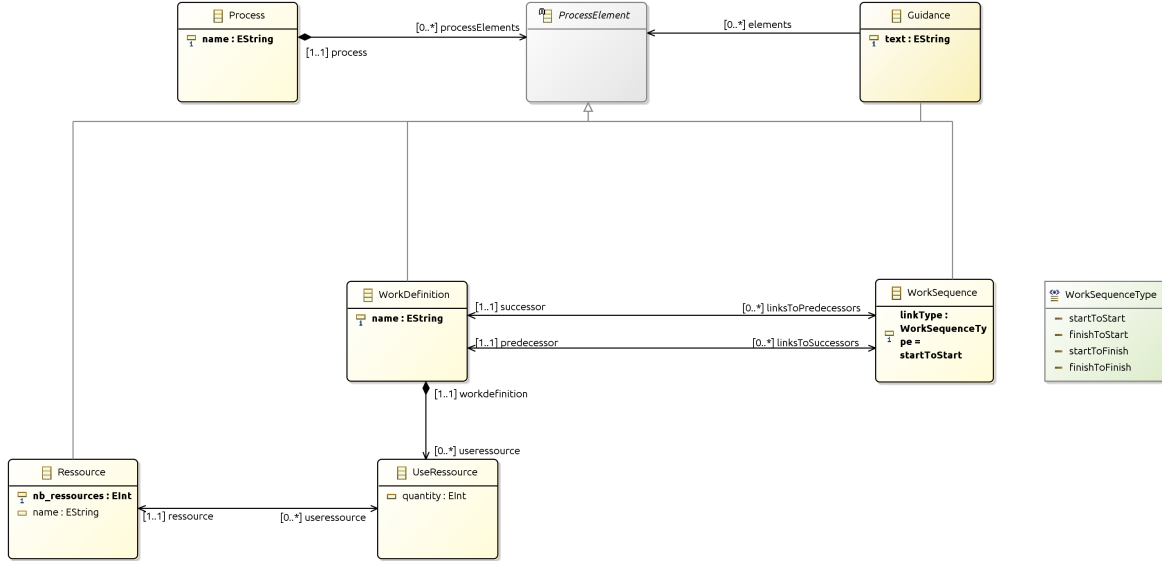 Process
name : EString
[0..*] processElements
[1..1] process
ProcessElement
[0..*] elements
Guidance
text : EString
WorkDefinition
name : EString
[1..1] successor
[0..*] linksToPredecessors
[1..1] predecessor
[0..*] linksToSuccessors
WorkSequence
linkType :
WorkSequenceTy
pe =
startToStart
WorkSequenceType
startToStart
finishToStart
startToFinish
finishToFinish
[1..1] workdefinition
[0..*] useressource
Ressource
nb_ressources : EInt
name : EString
[1..1] ressource
[0..*] useressource
UseRessource
quantity : EInt